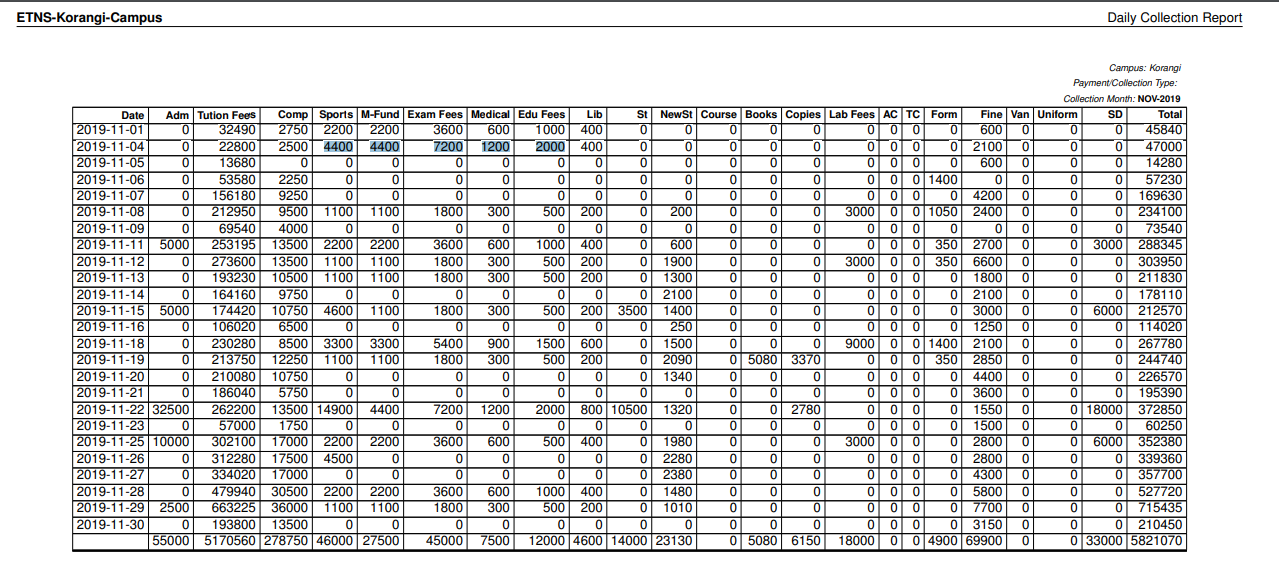 ETNS-Korangi-Campus Daily Collection Report
Campus: Korangi
Payment/Collection Type:
Collection Month: NOV-2019
Date Adm Tution Fees Comp Sports M-Fund Exam Fees Medical Edu Fees Lib St NewSt Course Books Copies Lab Fees AC TC Form Fine Van Uniform SD Total
2019-11-01 0 32490 2750 2200 2200 3600 600 1000 400 0 0 0 0 0 0 0 0 0 600 0 0 0 45840
2019-11-04 0 22800 2500 4400 4400 7200 1200 2000 400 0 0 0 0 0 0 0 0 0 2100 0 0 0 47000
2019-11-05 0 13680 0 0 0 0 0 0 0 0 0 0 0 0 0 0 0 0 600 0 0 0 14280
2019-11-06 0 53580 2250 0 0 0 0 0 0 0 0 0 0 0 0 0 0 1400 0 0 0 0 57230
2019-11-07 0 156180 9250 0 0 0 0 0 0 0 0 0 0 0 0 0 0 0 4200 0 0 0 169630
2019-11-08 0 212950 9500 1100 1100 1800 300 500 200 0 200 0 0 0 3000 0 0 1050 2400 0 0 0 234100
2019-11-09 0 69540 4000 0 0 0 0 0 0 0 0 0 0 0 0 0 0 0 0 0 0 0 73540
2019-11-11 5000 253195 13500 2200 2200 3600 600 1000 400 0 600 0 0 0 0 0 0 350 2700 0 0 3000 288345
2019-11-12 0 273600 13500 1100 1100 1800 300 500 200 0 1900 0 0 0 3000 0 0 350 6600 0 0 0 303950
2019-11-13 0 193230 10500 1100 1100 1800 300 500 200 0 1300 0 0 0 0 0 0 0 1800 0 0 0 211830
2019-11-14 0 164160 9750 0 0 0 0 0 0 0 2100 0 0 0 0 0 0 0 2100 0 0 0 178110
2019-11-15 5000 174420 10750 4600 1100 1800 300 500 200 3500 1400 0 0 0 0 0 0 0 3000 0 0 6000 212570
2019-11-16 0 106020 6500 0 0 0 0 0 0 0 250 0 0 0 0 0 0 0 1250 0 0 0 114020
2019-11-18 0 230280 8500 3300 3300 5400 900 1500 600 0 1500 0 0 0 9000 0 0 1400 2100 0 0 0 267780
2019-11-19 0 213750 12250 1100 1100 1800 300 500 200 0 2090 0 5080 3370 0 0 0 350 2850 0 0 0 244740
2019-11-20 0 210080 10750 0 0 0 0 0 0 0 1340 0 0 0 0 0 0 0 4400 0 0 0 226570
2019-11-21 0 186040 5750 0 0 0 0 0 0 0 0 0 0 0 0 0 0 0 3600 0 0 0 195390
2019-11-22 32500 262200 13500 14900 4400 7200 1200 2000 800 10500 1320 0 0 2780 0 0 0 0 1550 0 0 18000 372850
2019-11-23 0 57000 1750 0 0 0 0 0 0 0 0 0 0 0 0 0 0 0 1500 0 0 0 60250
2019-11-25 10000 302100 17000 2200 2200 3600 600 500 400 0 1980 0 0 0 3000 0 0 0 2800 0 0 6000 352380
2019-11-26 0 312280 17500 4500 0 0 0 0 0 0 2280 0 0 0 0 0 0 0 2800 0 0 0 339360
2019-11-27 0 334020 17000 0 0 0 0 0 0 0 2380 0 0 0 0 0 0 0 4300 0 0 0 357700
2019-11-28 0 479940 30500 2200 2200 3600 600 1000 400 0 1480 0 0 0 0 0 0 0 5800 0 0 0 527720
2019-11-29 2500 663225 36000 1100 1100 1800 300 500 200 0 1010 0 0 0 0 0 0 0 7700 0 0 0 715435
2019-11-30 0 193800 13500 0 0 0 0 0 0 0 0 0 0 0 0 0 0 0 3150 0 0 0 210450
55000 5170560 278750 46000 27500 45000 7500 12000 4600 14000 23130 0 5080 6150 18000 0 0 4900 69900 0 0 33000 5821070